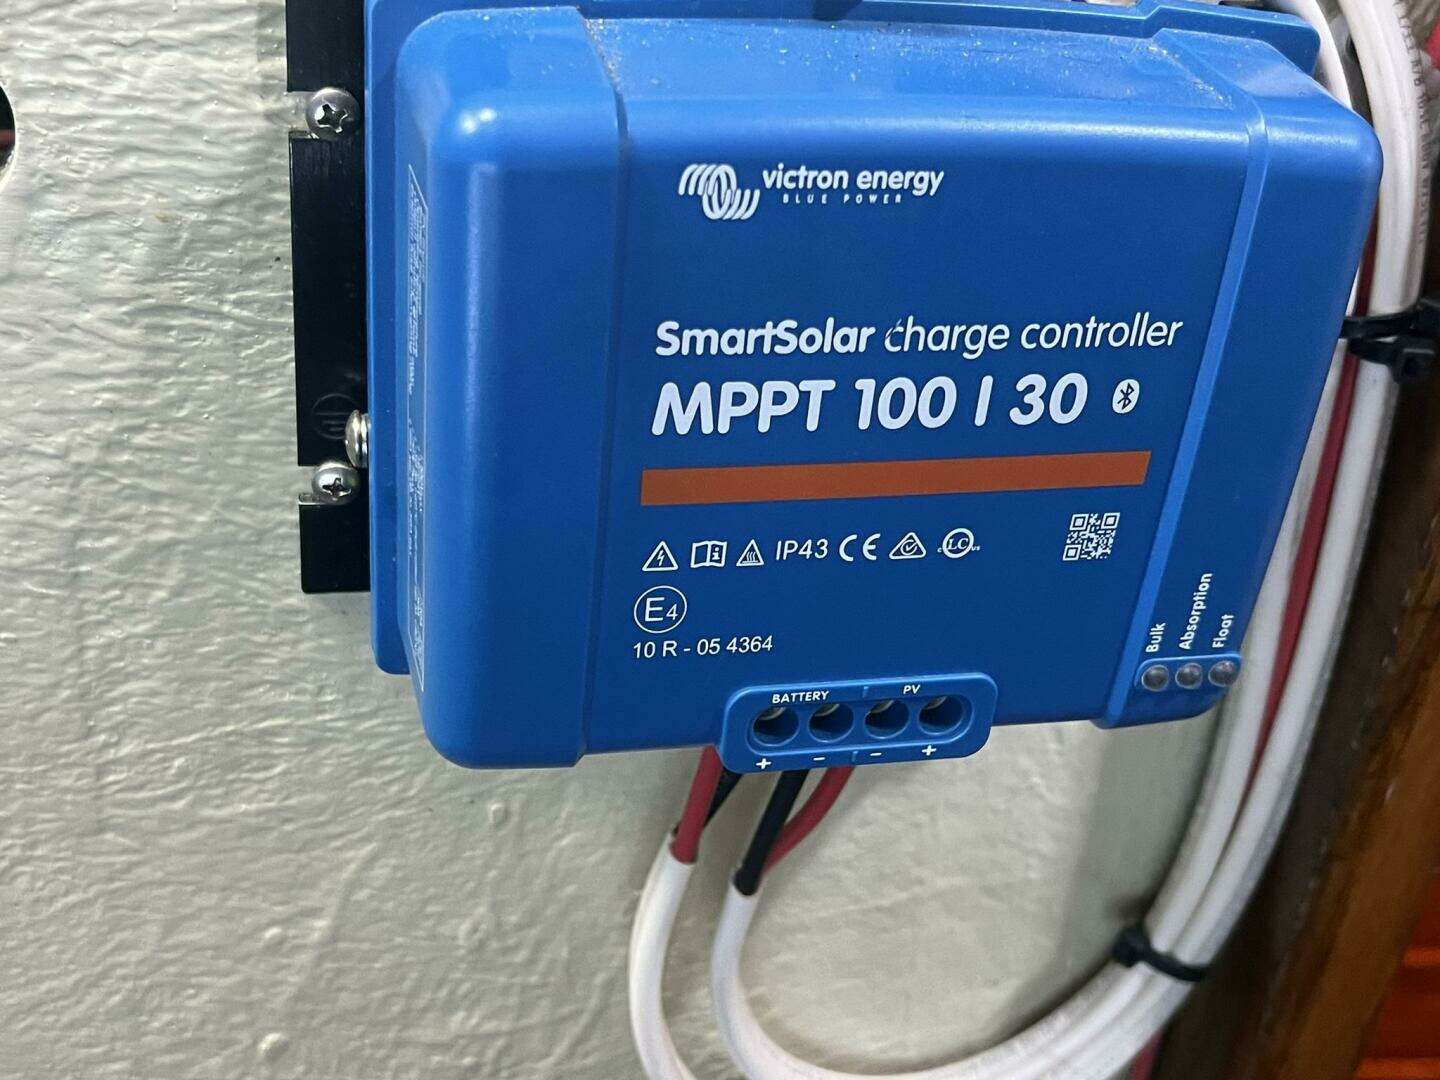 victron energy
BLUE POWER
SmartSolar charge controller
MPPT 100 | 30
IP43 CE
E4
10 R - 05 4364
Bulk
Absorption
Float
BATTERY PV
+ - - +